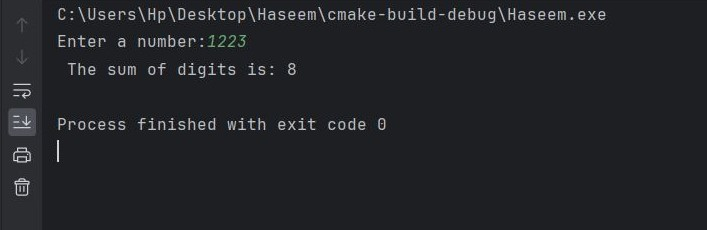 C:\Users\Hp\Desktop\Haseem\cmake-build-debug\Haseem.exe
Enter a number:1223
 The sum of digits is: 8
Process finished with exit code 0